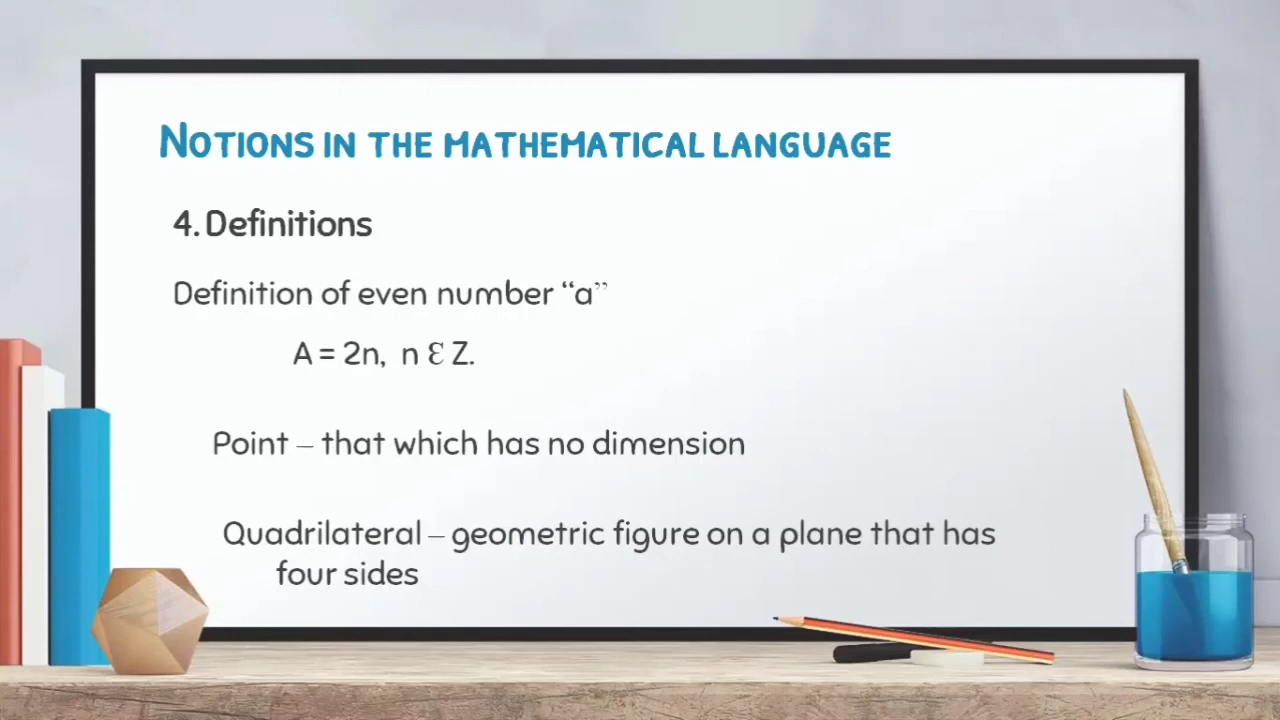 NOTIONS IN THE MATHEMATICAL LANGUAGE
4. Definitions
Definition of even number “a”
A = 2n, n Ɛ Z.
Point – that which has no dimension
Quadrilateral – geometric figure on a plane that has
four sides